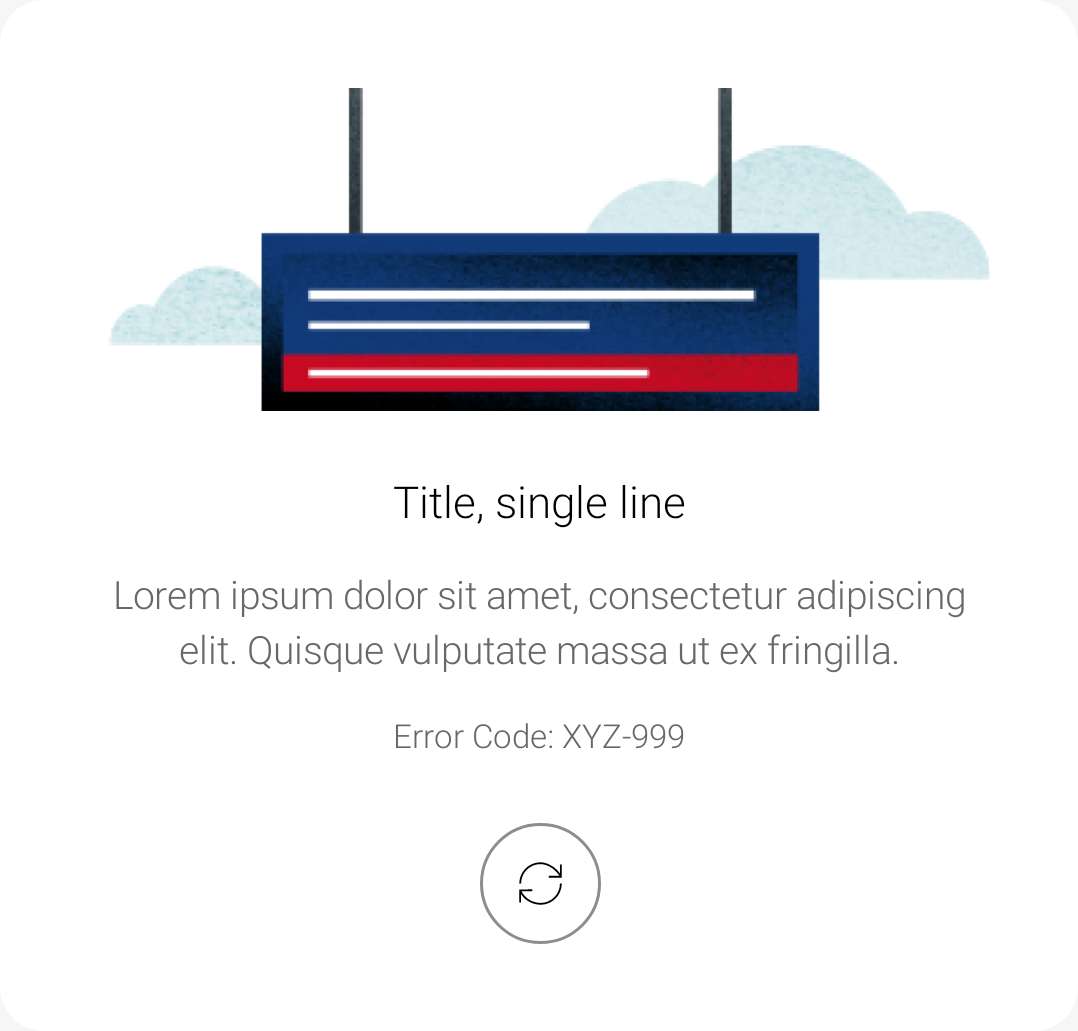 Title, single line
Lorem ipsum dolor sit amet, consectetur adipiscing
elit. Quisque vulputate massa ut ex fringilla.
Error Code: XYZ-999